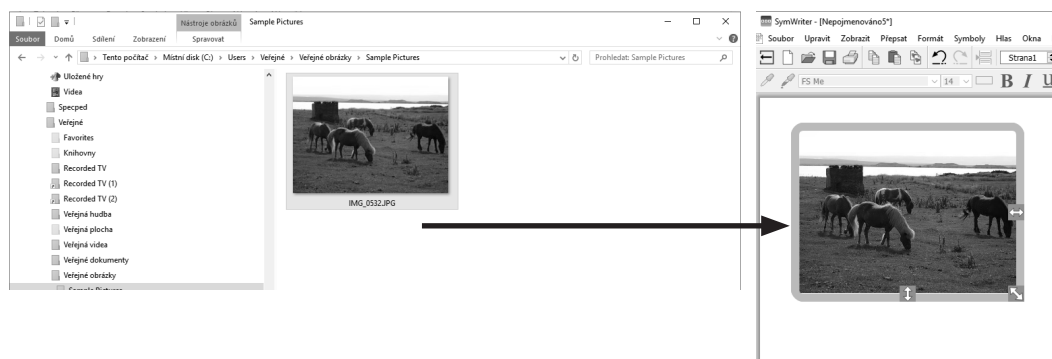 Nástroje obrázků
Sample Pictures
Soubor Domů Sdílení Zobrazení Spravovat
Tento počítač › Místní disk (C:) › Users › Veřejné › Veřejné obrázky › Sample Pictures
Prohledat: Sample Pictures
Uložené hry
Videa
Specped
Veřejné
Favorites
Knihovny
Recorded TV
Recorded TV (1)
Recorded TV (2)
Veřejná hudba
Veřejná plocha
Veřejná videa
Veřejné dokumenty
Veřejné obrázky
Sample Pictures
IMG_0532.JPG
SymWriter - [Nepojmenováno5*]
Soubor Upravit Zobrazit Přepsat Formát Symboly Hlas Okna
Strana1
FS Me 14 B I U